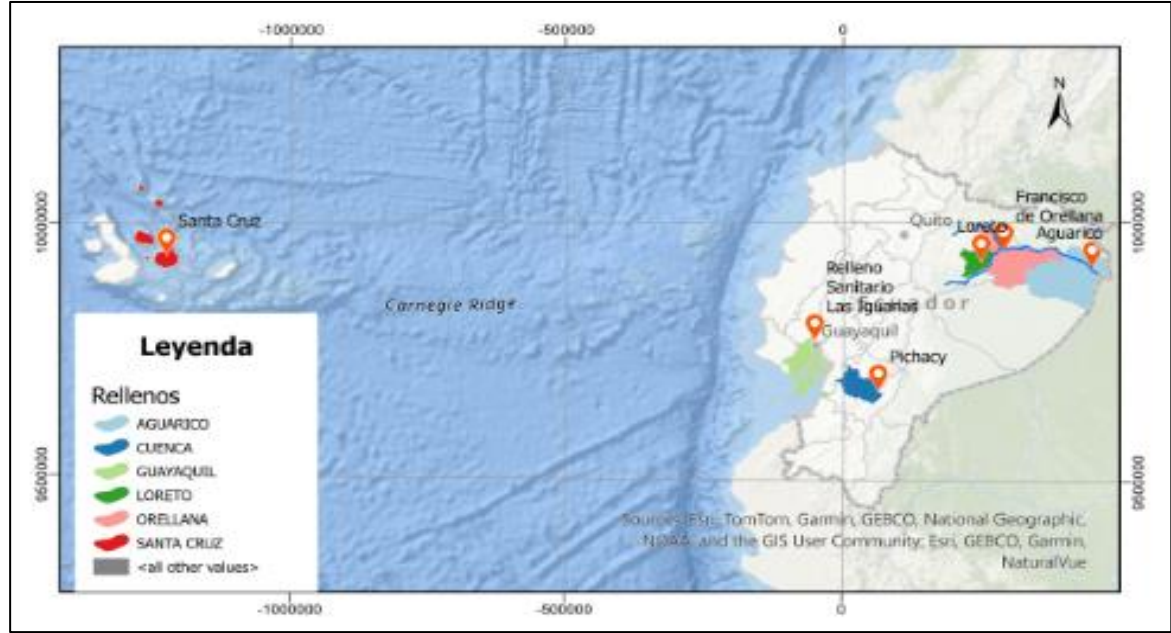 -1000000
-500000
0
N
10000000
10000000
Santa Cruz
Francisco
de Orellana
Quito
Loreto
Aguarico
Relleno
Sanitario
Las Iguanas
Ecuador
Guayaquil
Carnegie Ridge
Pichacy
9500000
9500000
Leyenda
Rellenos
AGUARICO
CUENCA
GUAYAQUIL
LORETO
ORELLANA
SANTA CRUZ
<all other values>
Sources: Esri, TomTom, Garmin, GEBCO, National Geographic,
NOAA, and the GIS User Community; Esri, GEBCO, Garmin,
NaturalVue
-1000000
-500000
0